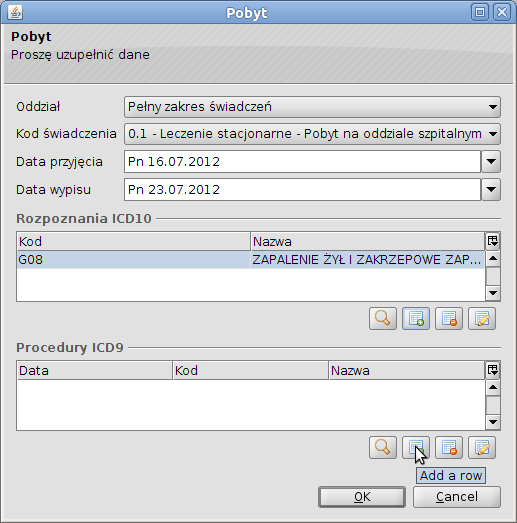 Pobyt
Pobyt
Proszę uzupełnić dane
Oddział Pełny zakres świadczeń
Kod świadczenia 0.1 - Leczenie stacjonarne - Pobyt na oddziale szpitalnym
Data przyjęcia Pn 16.07.2012
Data wypisu Pn 23.07.2012
Rozpoznania ICD10
Kod Nazwa
G08 ZAPALENIE ŻYŁ I ZAKRZEPOWE ZAP...
Procedury ICD9
Data Kod Nazwa
Add a row
OK Cancel